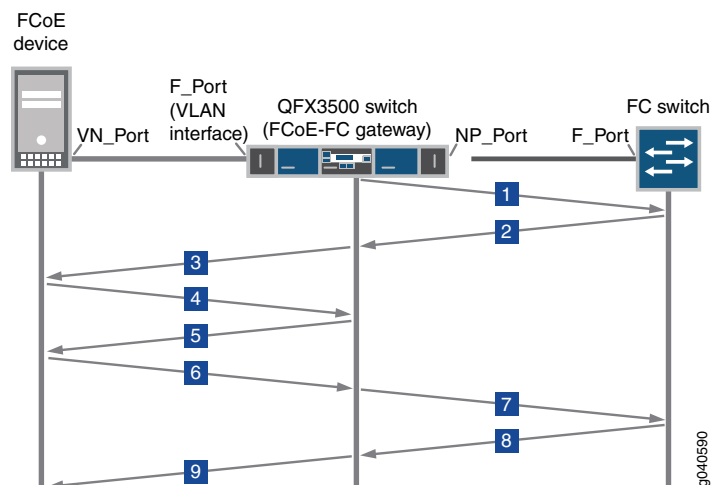 FCoE
device
F_Port
(VLAN
interface)
QFX3500 switch
(FCoE-FC gateway)
FC switch
VN_Port
NP_Port
F_Port
1
2
3
4
5
6
7
8
9
g040590